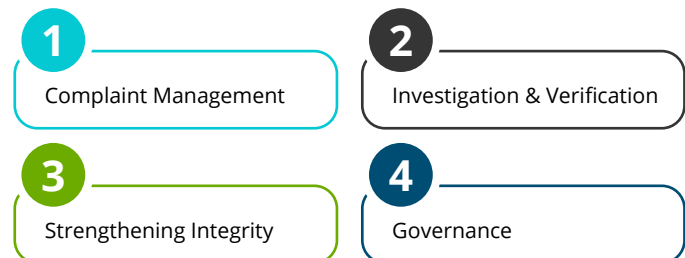 1
Complaint Management
2
Investigation & Verification
3
Strengthening Integrity
4
Governance